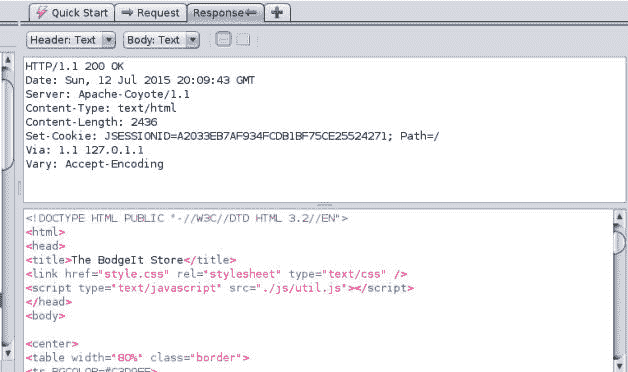 Quick Start Request Response
Header: Text Body: Text
HTTP/1.1 200 OK
Date: Sun, 12 Jul 2015 20:09:43 GMT
Server: Apache-Coyote/1.1
Content-Type: text/html
Content-Length: 2436
Set-Cookie: JSESSIONID=A2033EB7AF934FCDB1BF75CE25524271; Path=/
Via: 1.1 127.0.1.1
Vary: Accept-Encoding
<!DOCTYPE HTML PUBLIC "-//W3C//DTD HTML 3.2//EN">
<html>
<head>
<title>The BodgeIt Store</title>
<link href="style.css" rel="stylesheet" type="text/css" />
<script type="text/javascript" src="./js/util.js"></script>
</head>
<body>
<center>
<table width="80%" class="border">
<tr BGCOLOR=#C3D9FF>